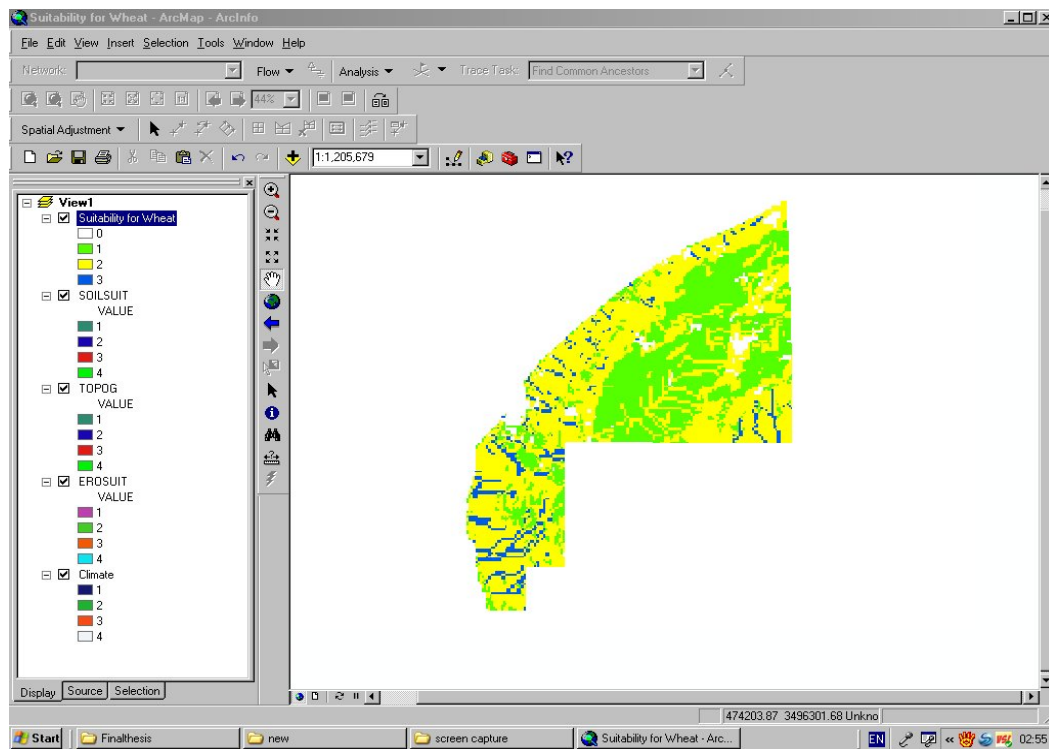 Suitability for Wheat - ArcMap - ArcInfo
File Edit View Insert Selection Tools Window Help
Network: Flow Analysis Trace Task: Find Common Ancestors
44%
Spatial Adjustment
1:1,205,679
View1
Suitability for Wheat
0
1
2
3
SOILSUIT
VALUE
1
2
3
4
TOPOG
VALUE
1
2
3
4
EROSUIT
VALUE
1
2
3
4
Climate
1
2
3
4
Display Source Selection
474203.87 3496301.68 Unkno
Start Finalthesis new screen capture Suitability for Wheat - Arc... EN « 02:55